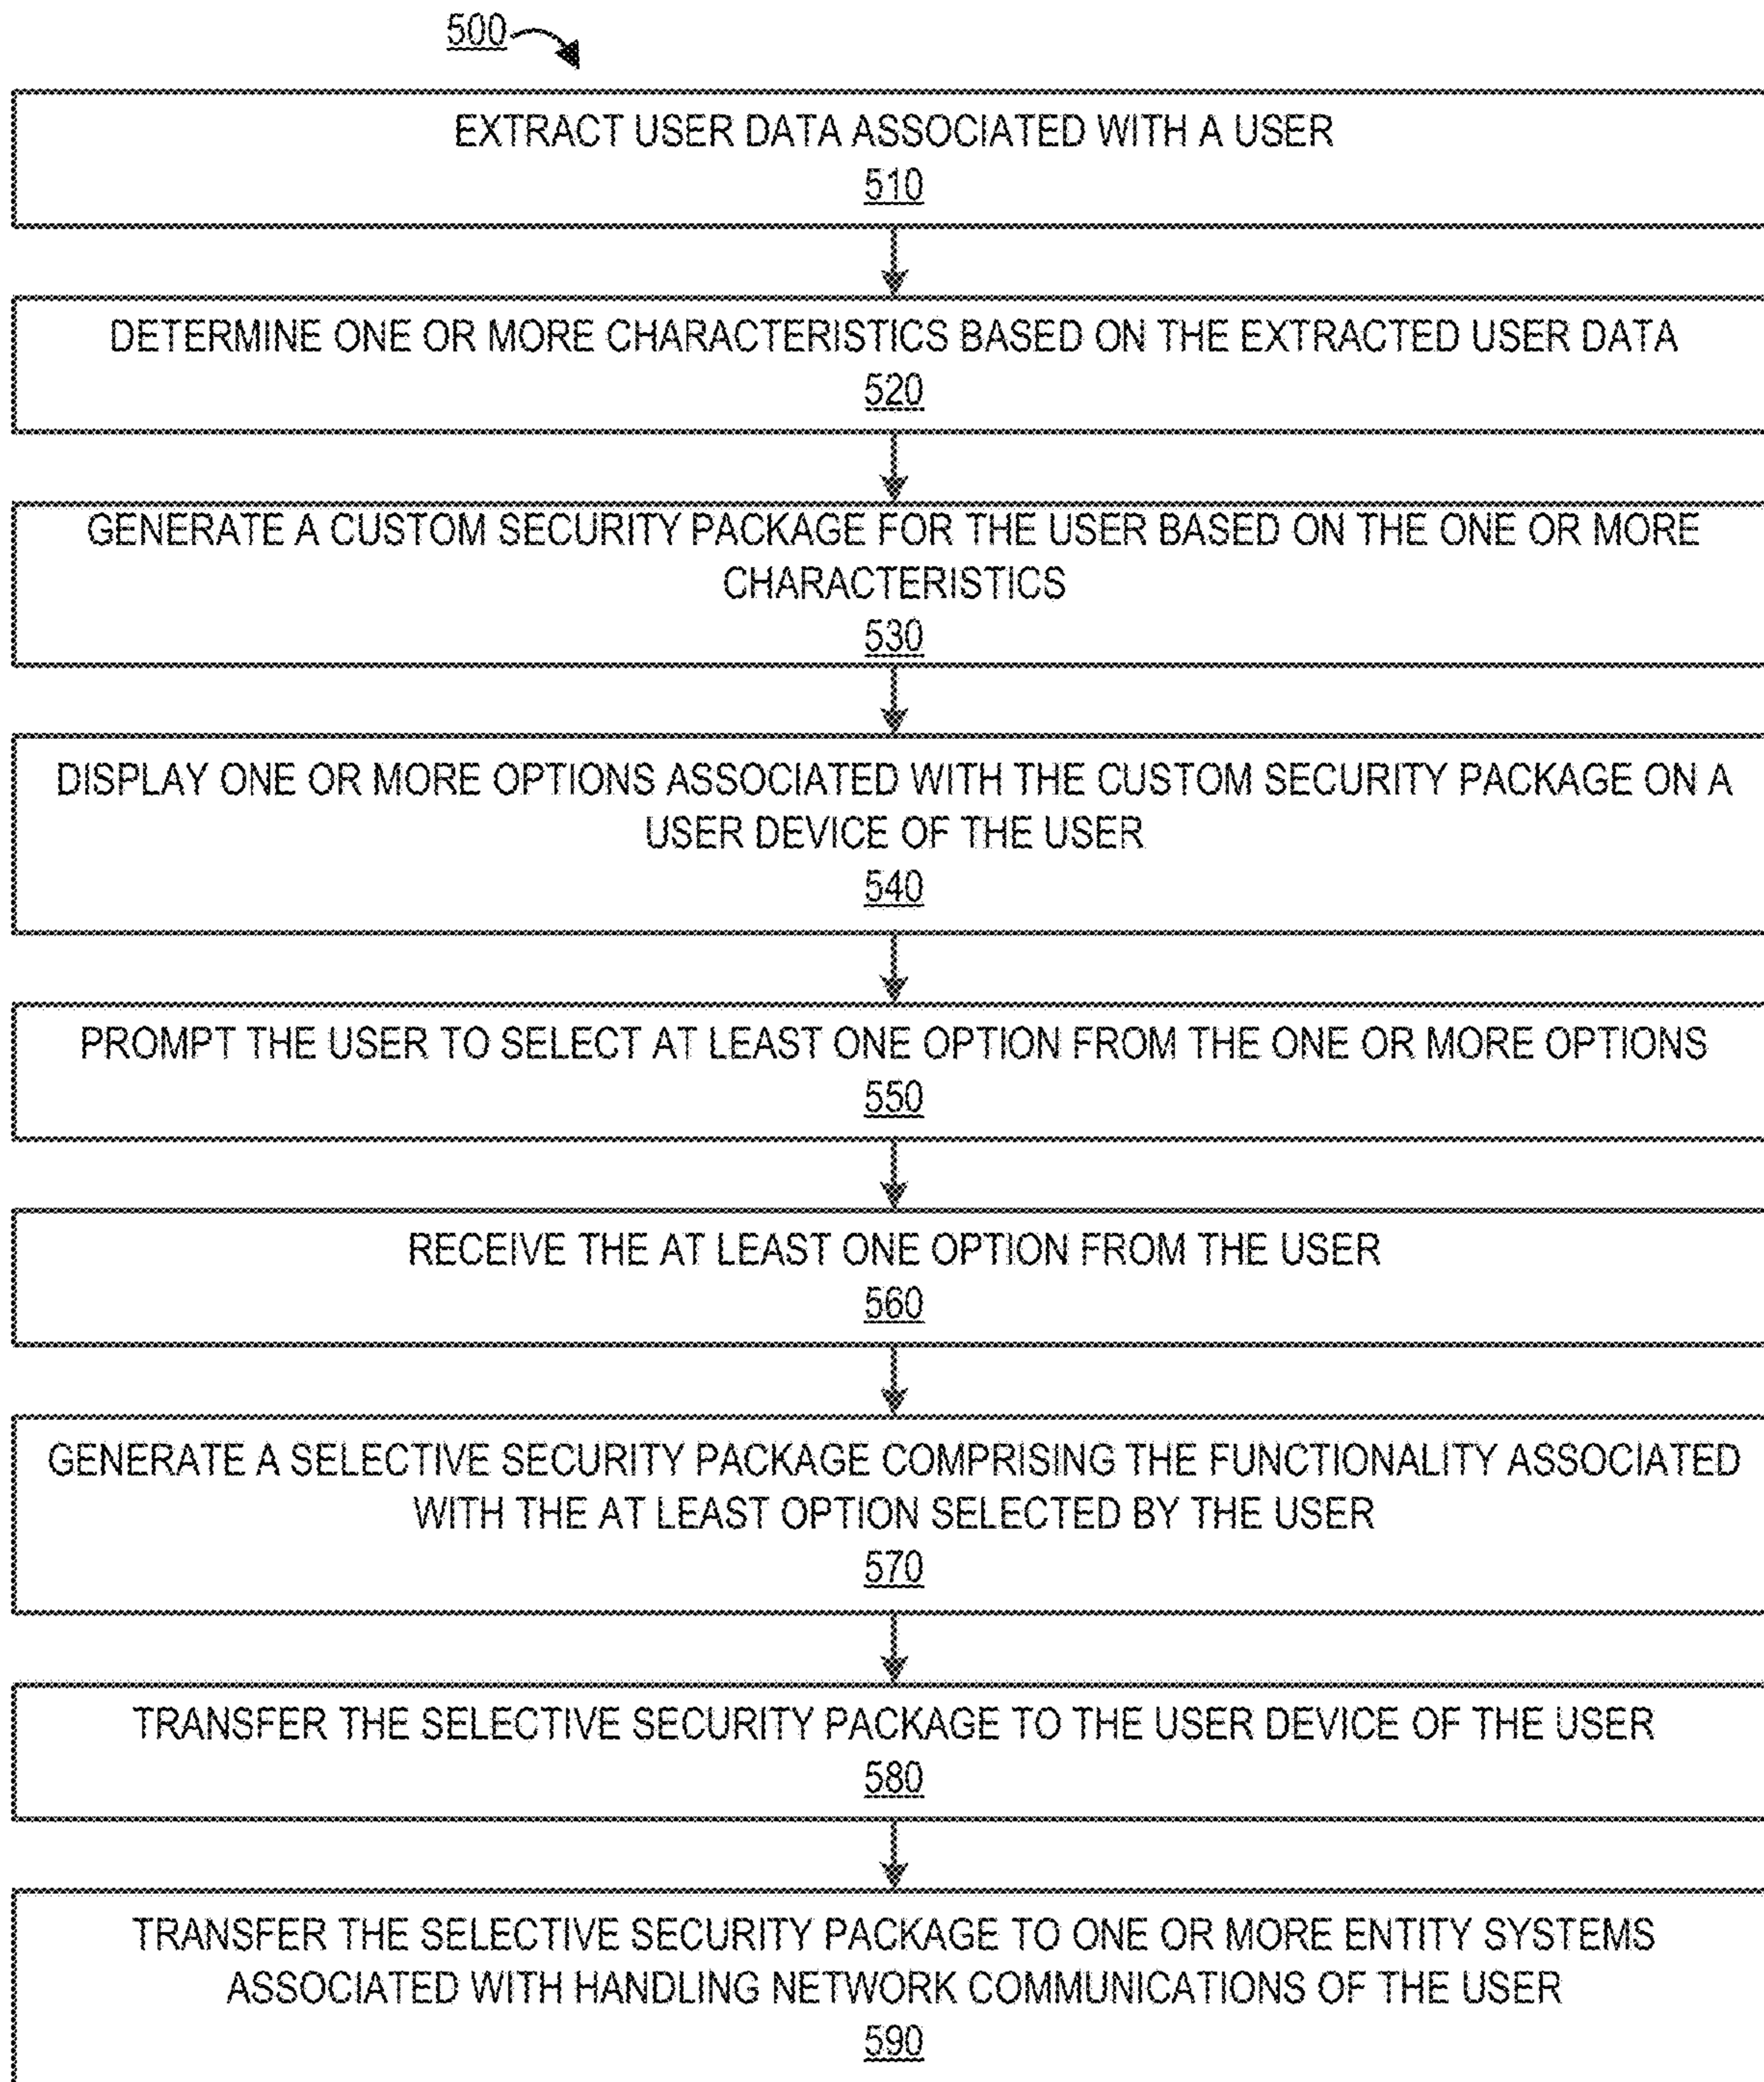 500
EXTRACT USER DATA ASSOCIATED WITH A USER
510
DETERMINE ONE OR MORE CHARACTERISTICS BASED ON THE EXTRACTED USER DATA
520
GENERATE A CUSTOM SECURITY PACKAGE FOR THE USER BASED ON THE ONE OR MORE
CHARACTERISTICS
530
DISPLAY ONE OR MORE OPTIONS ASSOCIATED WITH THE CUSTOM SECURITY PACKAGE ON A
USER DEVICE OF THE USER
540
PROMPT THE USER TO SELECT AT LEAST ONE OPTION FROM THE ONE OR MORE OPTIONS
550
RECEIVE THE AT LEAST ONE OPTION FROM THE USER
560
GENERATE A SELECTIVE SECURITY PACKAGE COMPRISING THE FUNCTIONALITY ASSOCIATED
WITH THE AT LEAST OPTION SELECTED BY THE USER
570
TRANSFER THE SELECTIVE SECURITY PACKAGE TO THE USER DEVICE OF THE USER
580
TRANSFER THE SELECTIVE SECURITY PACKAGE TO ONE OR MORE ENTITY SYSTEMS
ASSOCIATED WITH HANDLING NETWORK COMMUNICATIONS OF THE USER
590